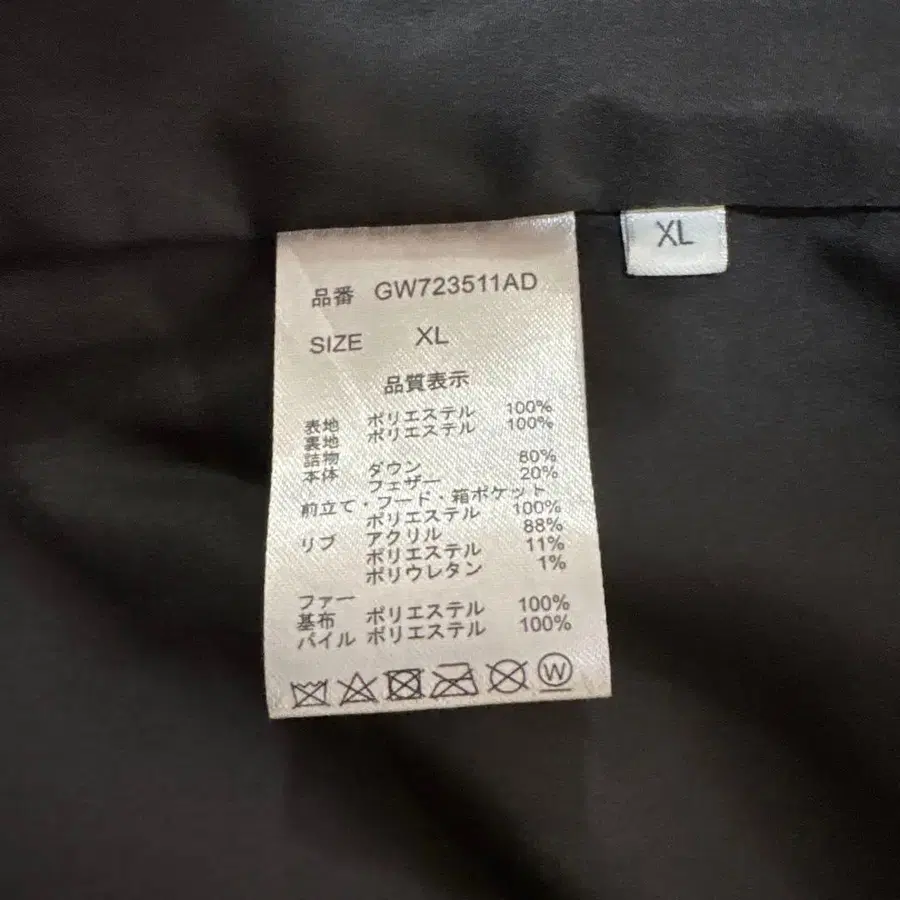 XL
品番 GW723511AD
SIZE XL
品質表示
表地 ポリエステル 100%
裏地 ポリエステル 100%
詰物
本体 ダウン 80%
フェザー 20%
前立て・フード・箱ポケット
ポリエステル 100%
リブ アクリル 88%
ポリエステル 11%
ポリウレタン 1%
ファー
基布 ポリエステル 100%
パイル ポリエステル 100%
W